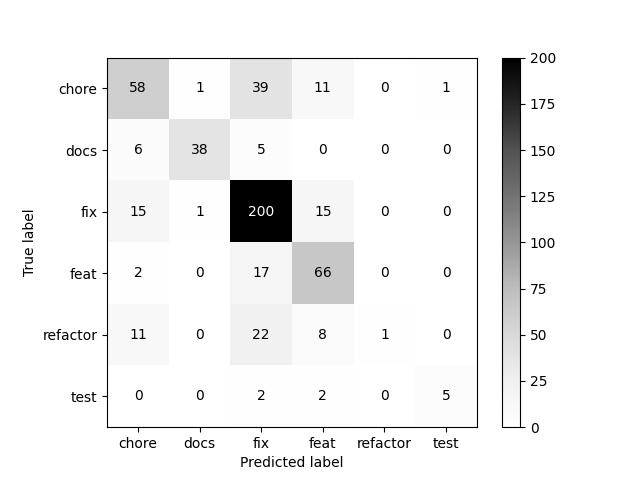 chore 58 1 39 11 0 1
docs 6 38 5 0 0 0
fix 15 1 200 15 0 0
feat 2 0 17 66 0 0
refactor 11 0 22 8 1 0
test 0 0 2 2 0 5
chore docs fix feat refactor test
Predicted label
True label
200
175
150
125
100
75
50
25
0